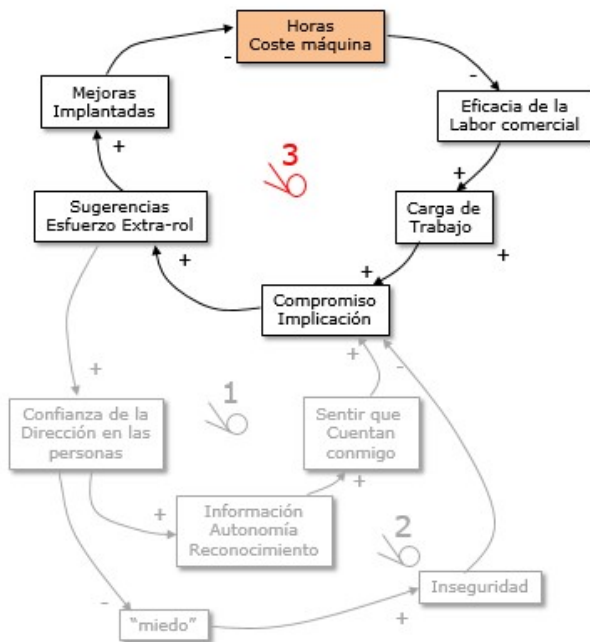 Horas
Coste máquina
-
-
Mejoras
Implantadas
Eficacia de la
Labor comercial
+
3
+
Sugerencias
Esfuerzo Extra-rol
Carga de
Trabajo
+
+
+
Compromiso
Implicación
+
-
+
1
Confianza de la
Dirección en las
personas
Sentir que
Cuentan
conmigo
+
+
Información
Autonomía
Reconocimiento
2
Inseguridad
-
+
"miedo"